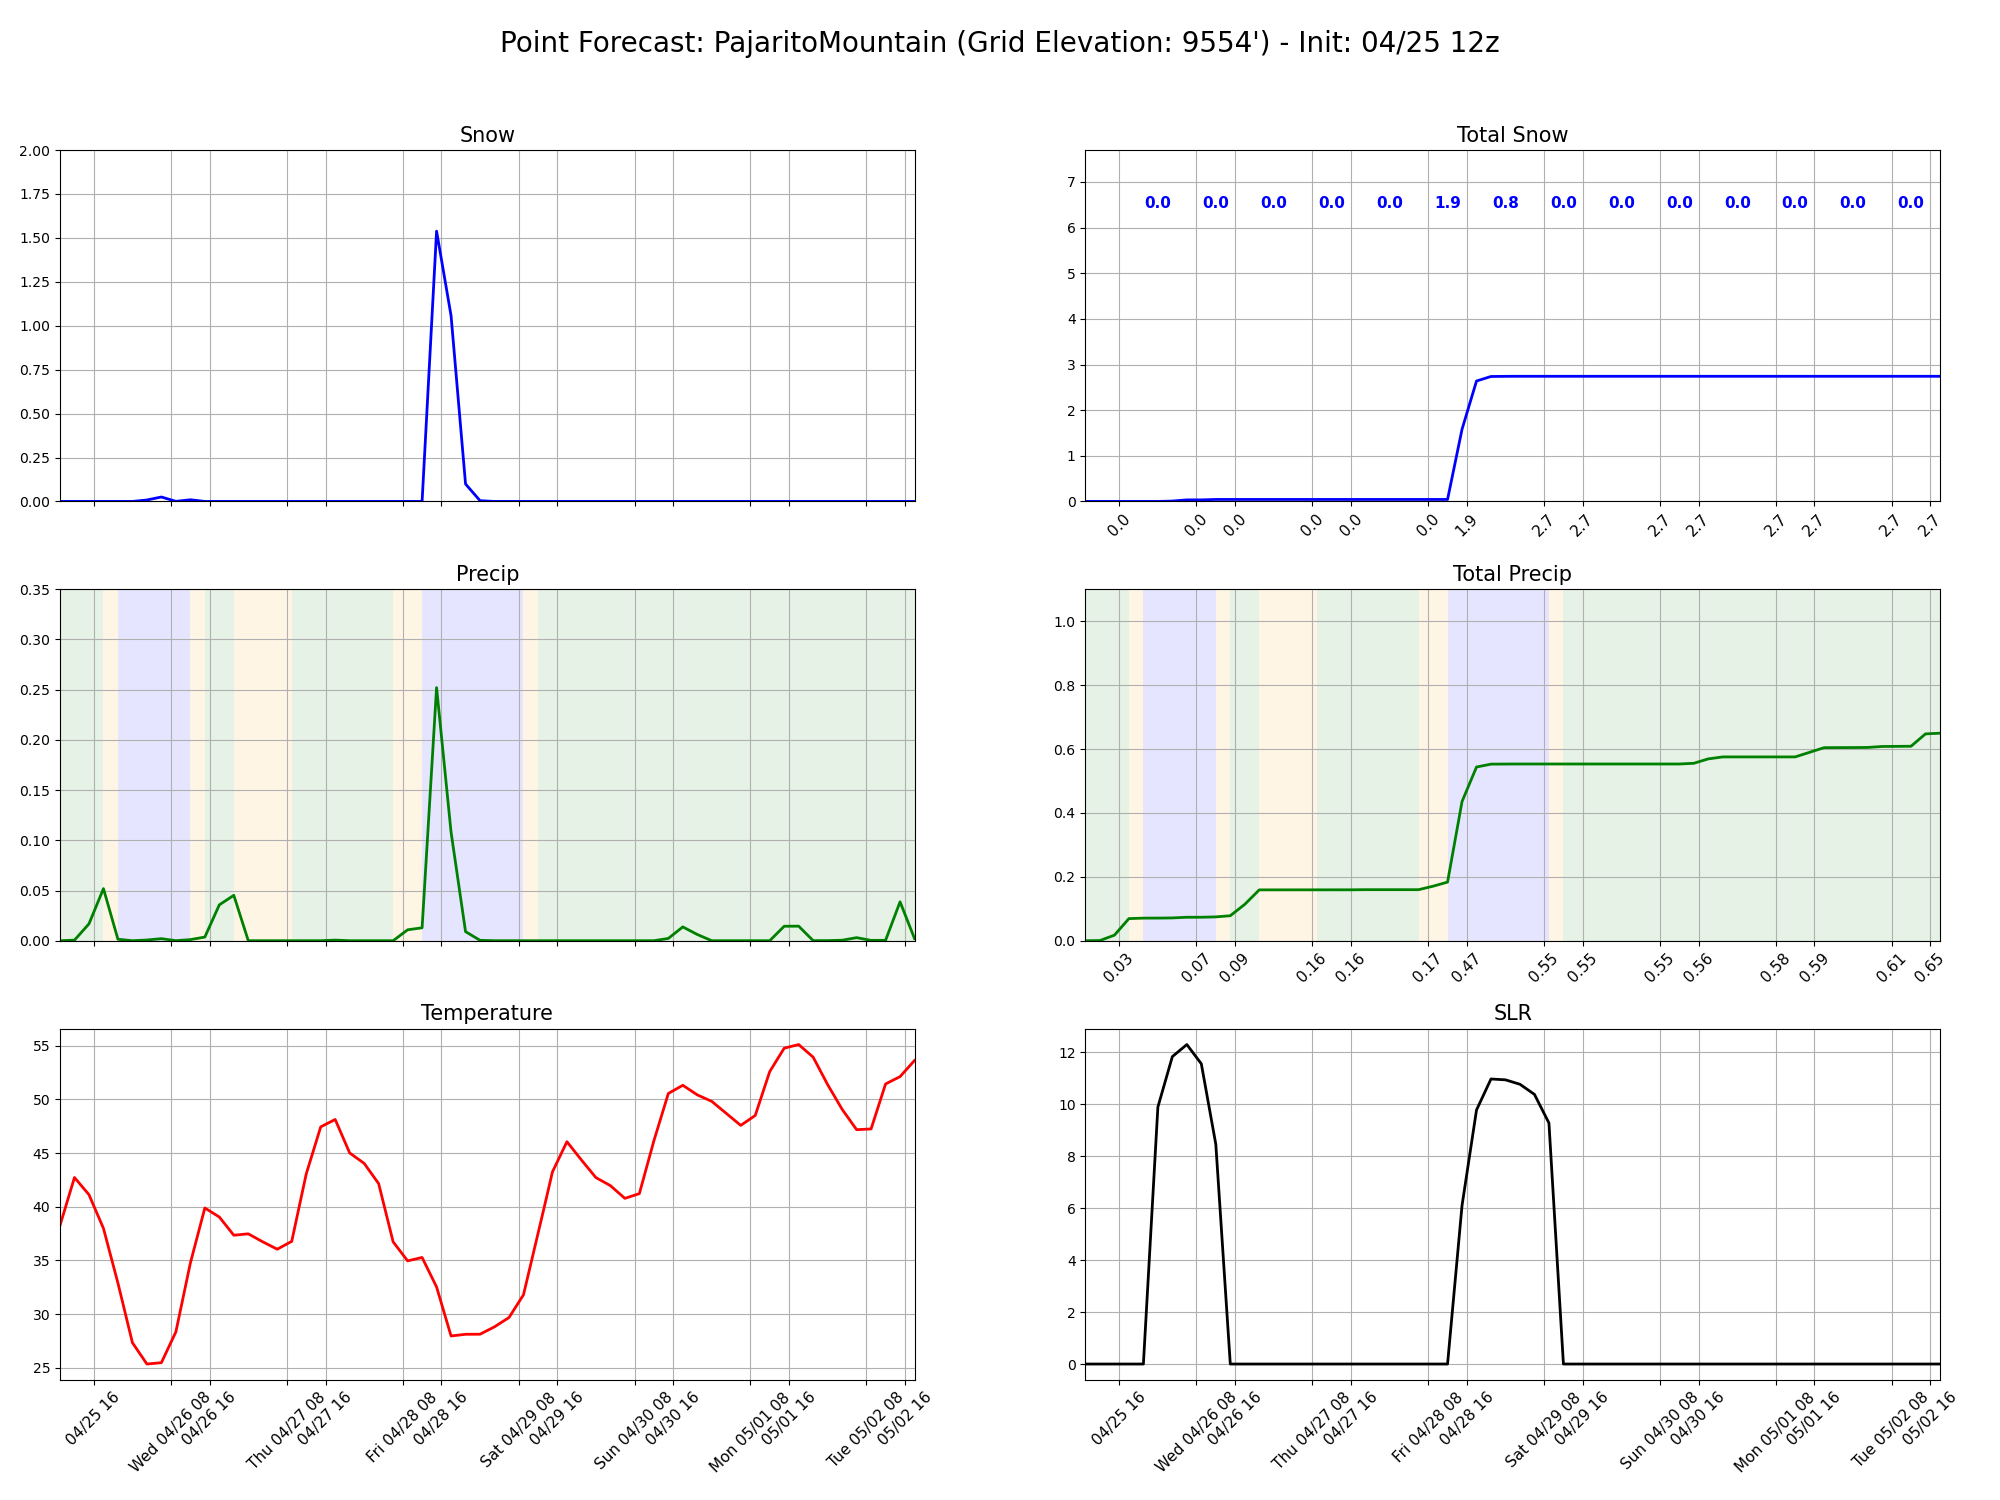 Point Forecast: PajaritoMountain (Grid Elevation: 9554') - Init: 04/25 12z
Snow
2.00
1.75
1.50
1.25
1.00
0.75
0.50
0.25
0.00
Total Snow
7
6
5
4
3
2
1
0
0.0 0.0 0.0 0.0 0.0 1.9 0.8 0.0 0.0 0.0 0.0 0.0 0.0 0.0
0.0 0.0 0.0 0.0 0.0 0.0 1.9 2.7 2.7 2.7 2.7 2.7 2.7 2.7 2.7
Precip
0.35
0.30
0.25
0.20
0.15
0.10
0.05
0.00
Total Precip
1.0
0.8
0.6
0.4
0.2
0.0
0.03 0.07 0.09 0.16 0.16 0.17 0.47 0.55 0.55 0.55 0.56 0.58 0.59 0.61 0.65
Temperature
55
50
45
40
35
30
25
04/25 16
Wed 04/26 08
04/26 16
Thu 04/27 08
04/27 16
Fri 04/28 08
04/28 16
Sat 04/29 08
04/29 16
Sun 04/30 08
04/30 16
Mon 05/01 08
05/01 16
Tue 05/02 08
05/02 16
SLR
12
10
8
6
4
2
0
04/25 16
Wed 04/26 08
04/26 16
Thu 04/27 08
04/27 16
Fri 04/28 08
04/28 16
Sat 04/29 08
04/29 16
Sun 04/30 08
04/30 16
Mon 05/01 08
05/01 16
Tue 05/02 08
05/02 16